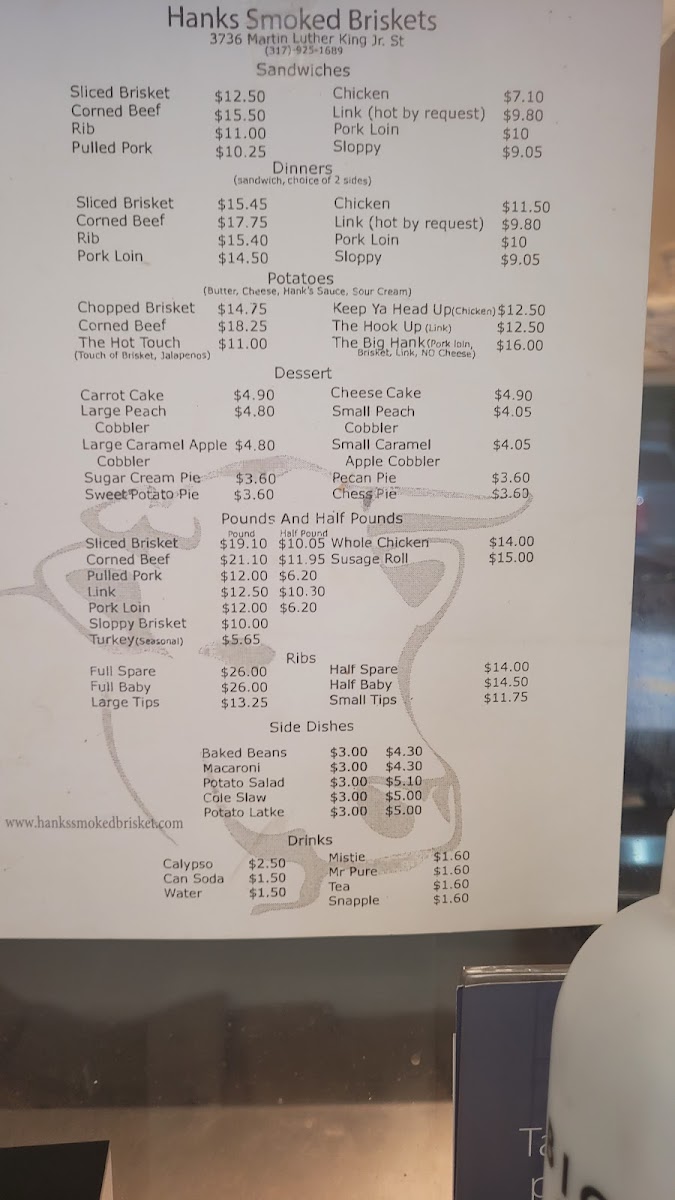 Hanks Smoked Briskets
3736 Martin Luther King Jr. St
(317)-925-1689
Sandwiches
Sliced Brisket $12.50 Chicken $7.10
Corned Beef $15.50 Link (hot by request) $9.80
Rib $11.00 Pork Loin $10
Pulled Pork $10.25 Sloppy $9.05
Dinners
(sandwich, choice of 2 sides)
Sliced Brisket $15.45 Chicken $11.50
Corned Beef $17.75 Link (hot by request) $9.80
Rib $15.40 Pork Loin $10
Pork Loin $14.50 Sloppy $9.05
Potatoes
(Butter, Cheese, Hank's Sauce, Sour Cream)
Chopped Brisket $14.75 Keep Ya Head Up(Chicken) $12.50
Corned Beef $18.25 The Hook Up (Link) $12.50
The Hot Touch $11.00 The Big Hank(Pork loin, $16.00
(Touch of Brisket, Jalapenos) Brisket, Link, NO Cheese)
Dessert
Carrot Cake $4.90 Cheese Cake $4.90
Large Peach $4.80 Small Peach $4.05
Cobbler Cobbler
Large Caramel Apple $4.80 Small Caramel $4.05
Cobbler Apple Cobbler
Sugar Cream Pie $3.60 Pecan Pie $3.60
Sweet Potato Pie $3.60 Chess Pie $3.60
Pounds And Half Pounds
Pound Half Pound
Sliced Brisket $19.10 $10.05 Whole Chicken $14.00
Corned Beef $21.10 $11.95 Susage Roll $15.00
Pulled Pork $12.00 $6.20
Link $12.50 $10.30
Pork Loin $12.00 $6.20
Sloppy Brisket $10.00
Turkey(Seasonal) $5.65
Ribs
Full Spare $26.00 Half Spare $14.00
Full Baby $26.00 Half Baby $14.50
Large Tips $13.25 Small Tips $11.75
Side Dishes
Baked Beans $3.00 $4.30
Macaroni $3.00 $4.30
Potato Salad $3.00 $5.10
Cole Slaw $3.00 $5.00
Potato Latke $3.00 $5.00
www.hankssmokedbrisket.com
Drinks
Calypso $2.50 Mistie $1.60
Can Soda $1.50 Mr Pure $1.60
Water $1.50 Tea $1.60
Snapple $1.60